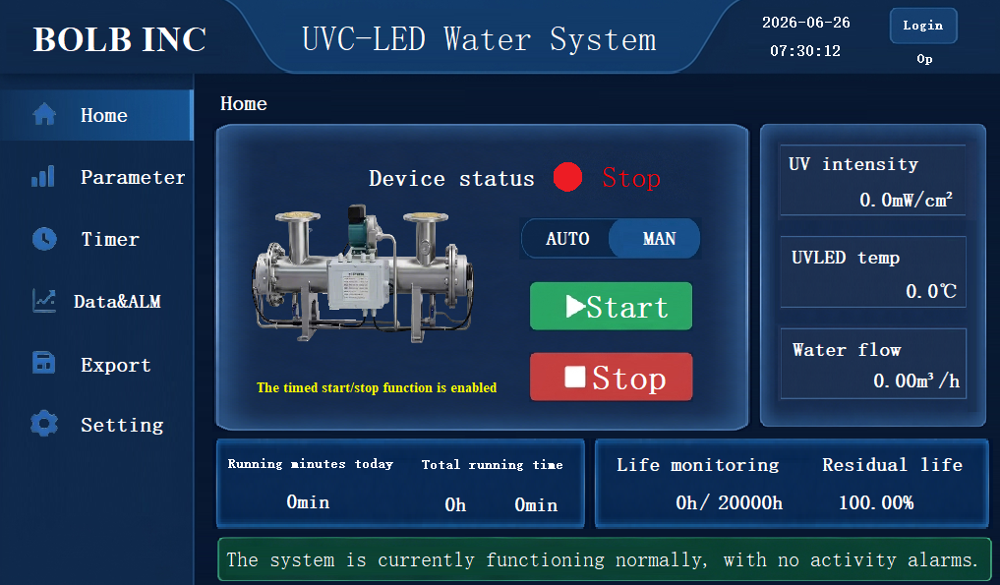 BOLB INC
UVC-LED Water System
2026-06-26
07:30:12
Login
Op
Home
Parameter
Timer
Data&ALM
Export
Setting
Home
Device status Stop
AUTO MAN
Start
Stop
The timed start/stop function is enabled
UV intensity
0.0mW/cm²
UVLED temp
0.0℃
Water flow
0.00m³/h
Running minutes today Total running time
0min 0h 0min
Life monitoring Residual life
0h/ 20000h 100.00%
The system is currently functioning normally, with no activity alarms.